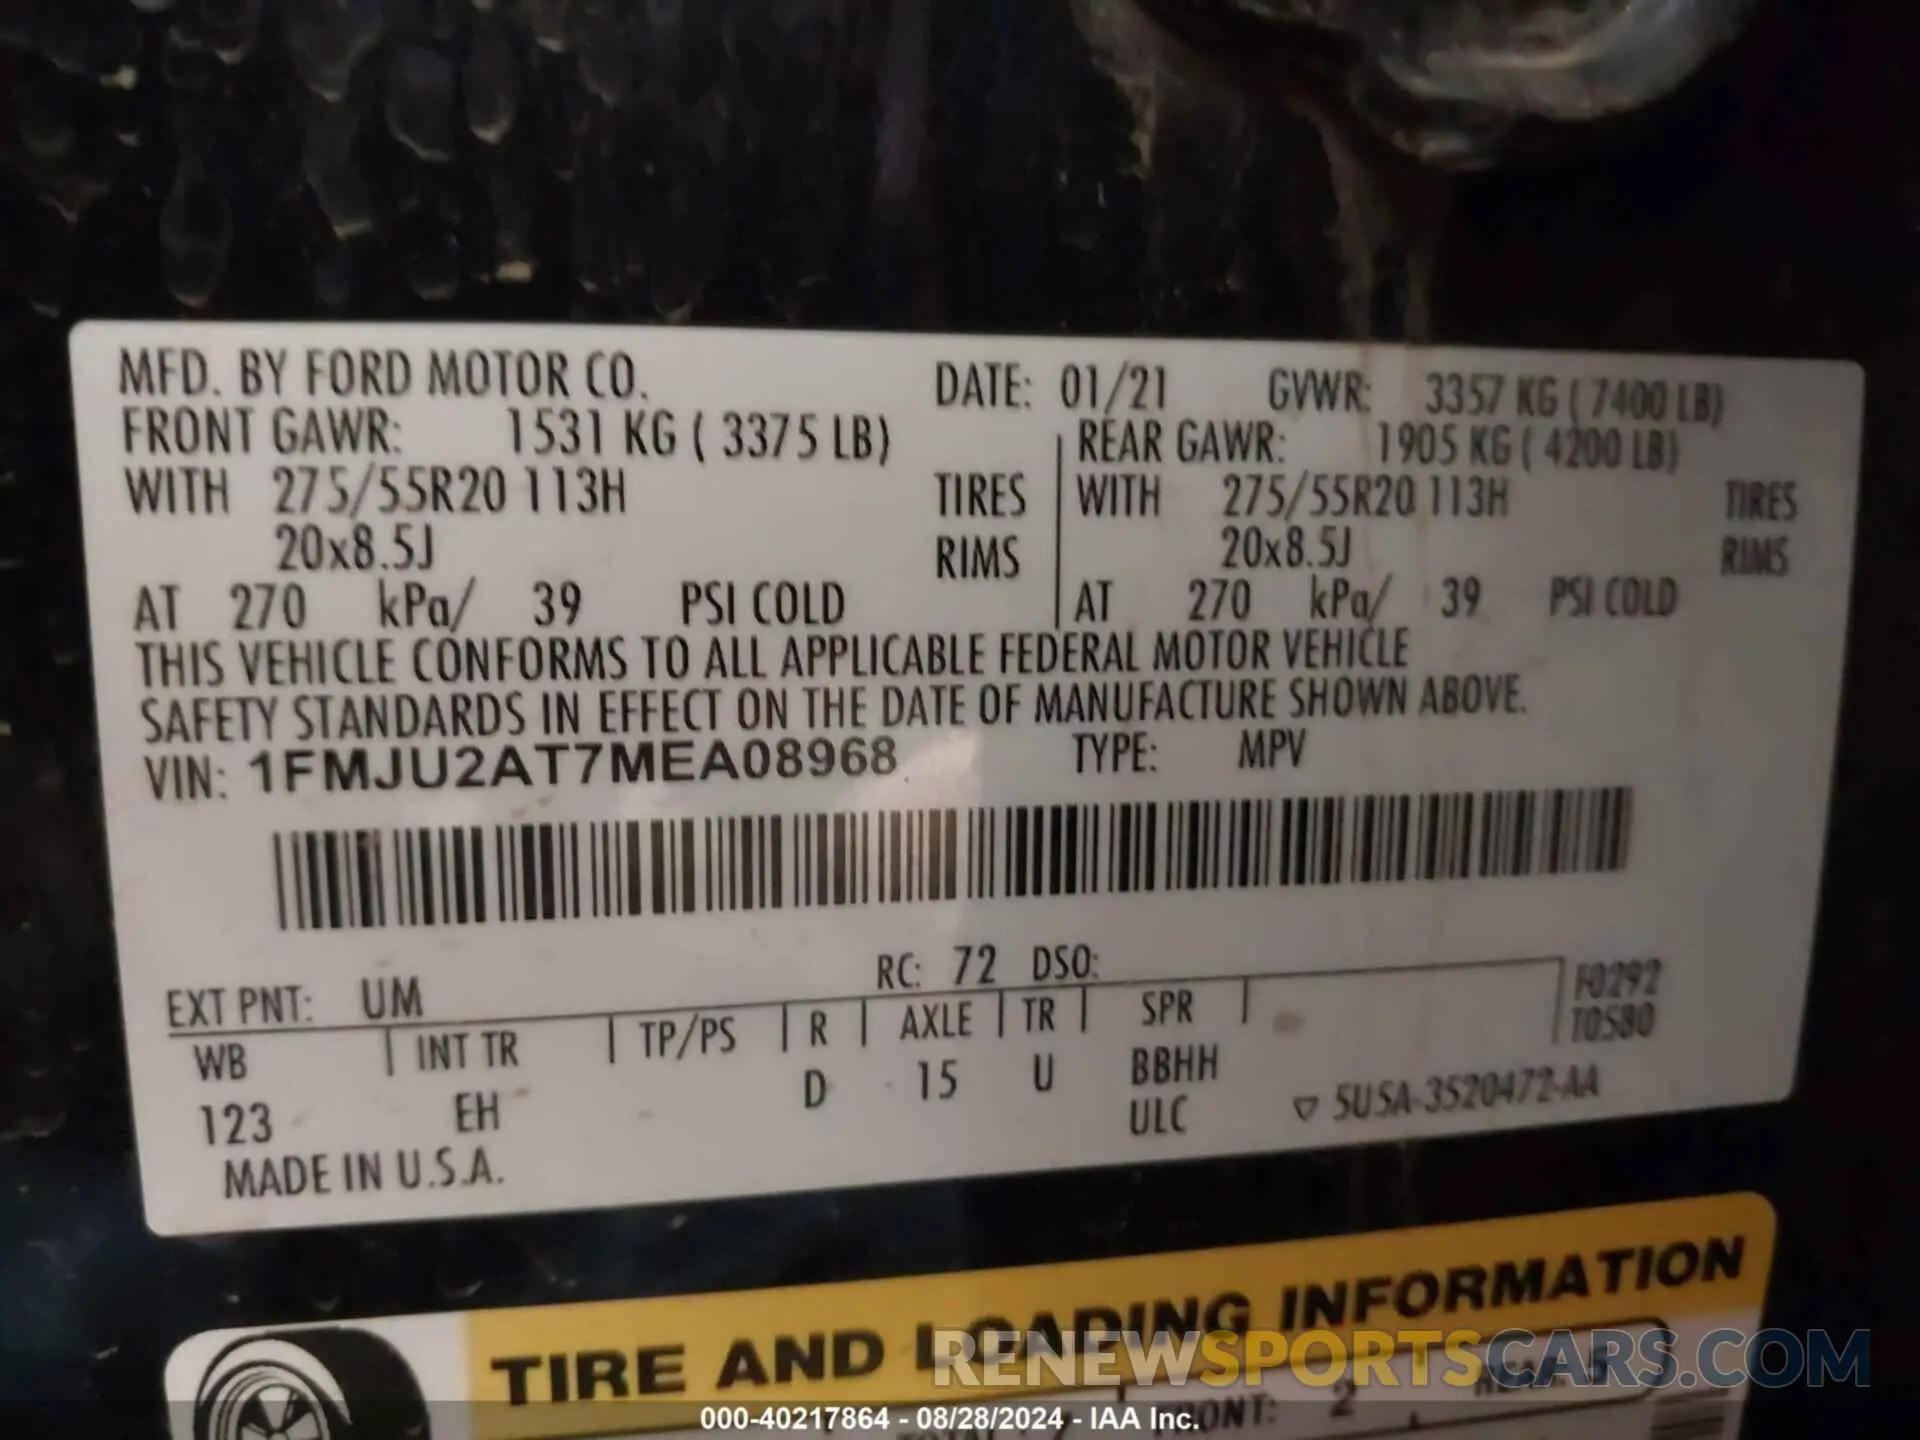 MFD. BY FORD MOTOR CO. DATE: 01/21 GVWR: 3357 KG ( 7400 LB)
FRONT GAWR: 1531 KG ( 3375 LB) REAR GAWR: 1905 KG ( 4200 LB)
WITH 275/55R20 113H TIRES WITH 275/55R20 113H TIRES
20x8.5J RIMS 20x8.5J RIMS
AT 270 kPa/ 39 PSI COLD AT 270 kPa/ 39 PSI COLD
THIS VEHICLE CONFORMS TO ALL APPLICABLE FEDERAL MOTOR VEHICLE
SAFETY STANDARDS IN EFFECT ON THE DATE OF MANUFACTURE SHOWN ABOVE.
VIN: 1FMJU2AT7MEA08968 TYPE: MPV
EXT PNT: UM RC: 72 DSO:
WB INT TR TP/PS R AXLE TR SPR
123 EH D 15 U BBHH
ULC
F0292
T0580
5U5A-3520472-AA
MADE IN U.S.A.
TIRE AND LOADING INFORMATION
RENEWSPORTSCARS.COM
FRONT: 2 REAR: 5
000-40217864 - 08/28/2024 - IAA Inc.